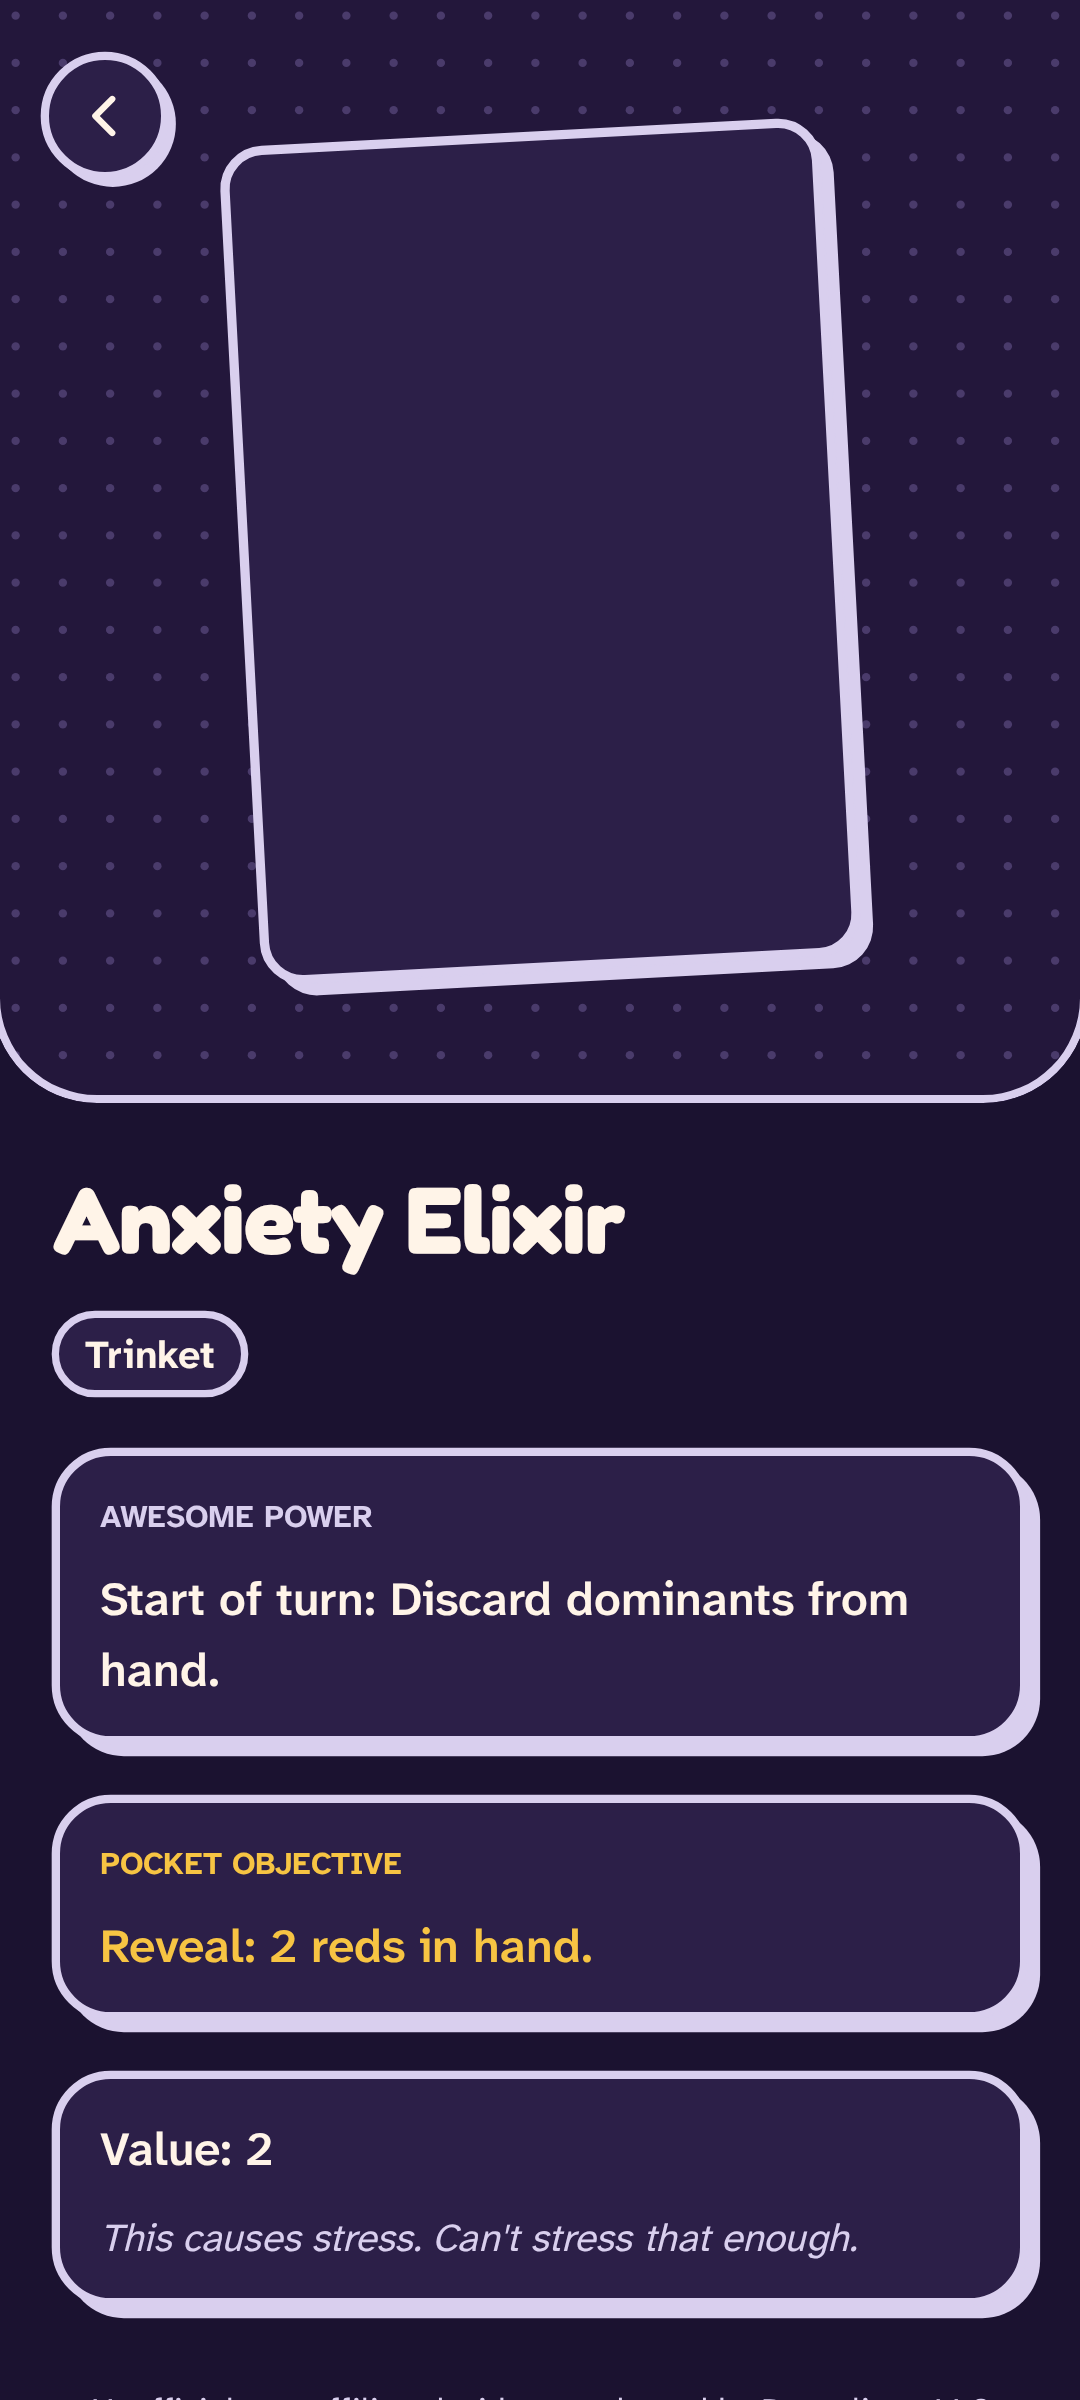 Anxiety Elixir
Trinket
AWESOME POWER
Start of turn: Discard dominants from
hand.
POCKET OBJECTIVE
Reveal: 2 reds in hand.
Value: 2
This causes stress. Can't stress that enough.